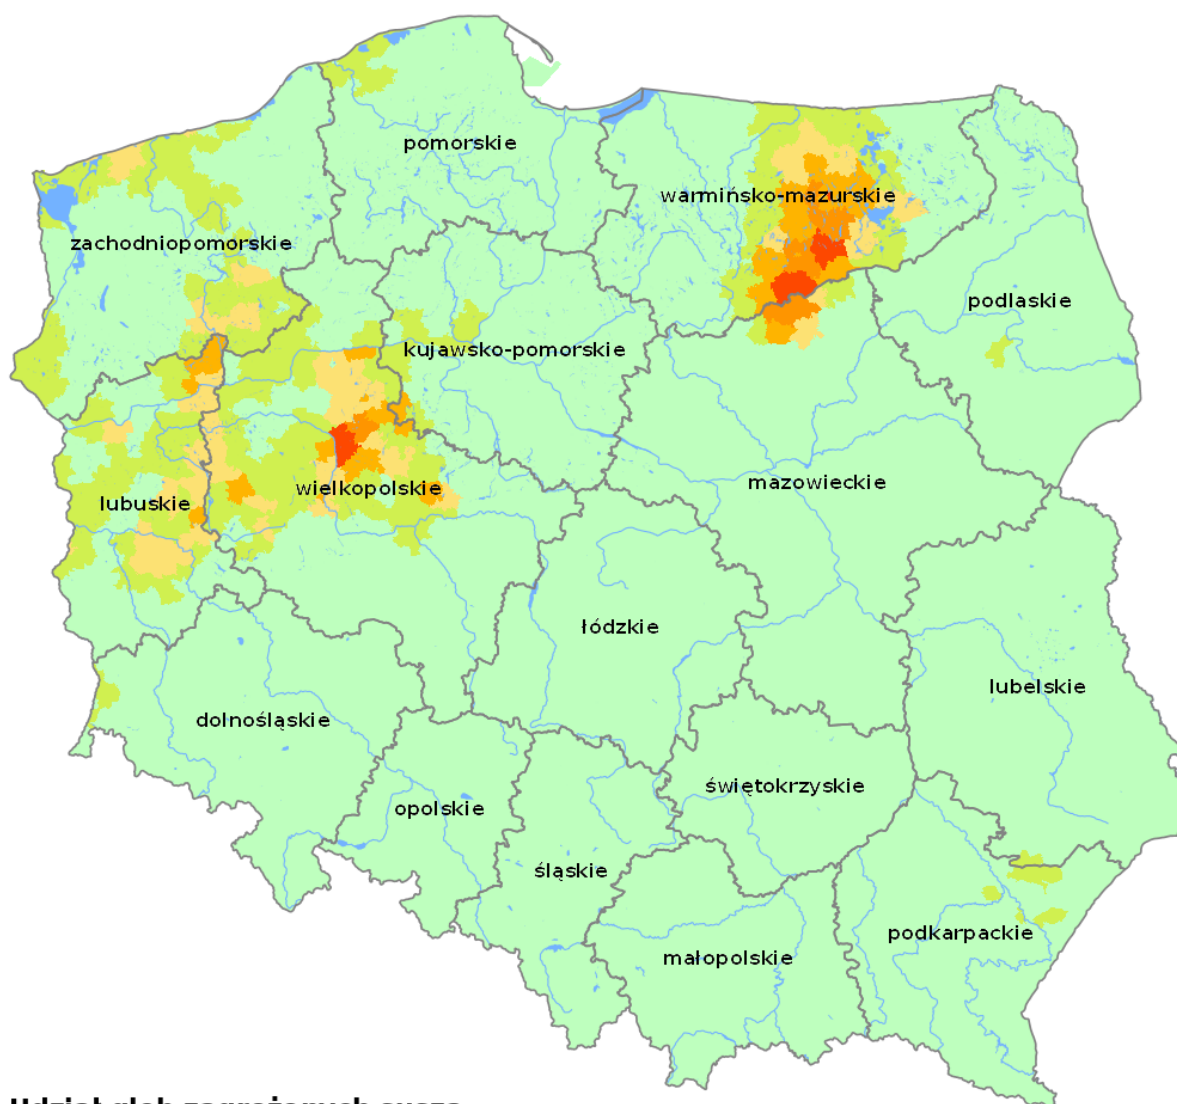 pomorskie
warmińsko-mazurskie
zachodniopomorskie
podlaskie
kujawsko-pomorskie
mazowieckie
wielkopolskie
lubuskie
łódzkie
lubelskie
dolnośląskie
świętokrzyskie
opolskie
śląskie
podkarpackie
małopolskie